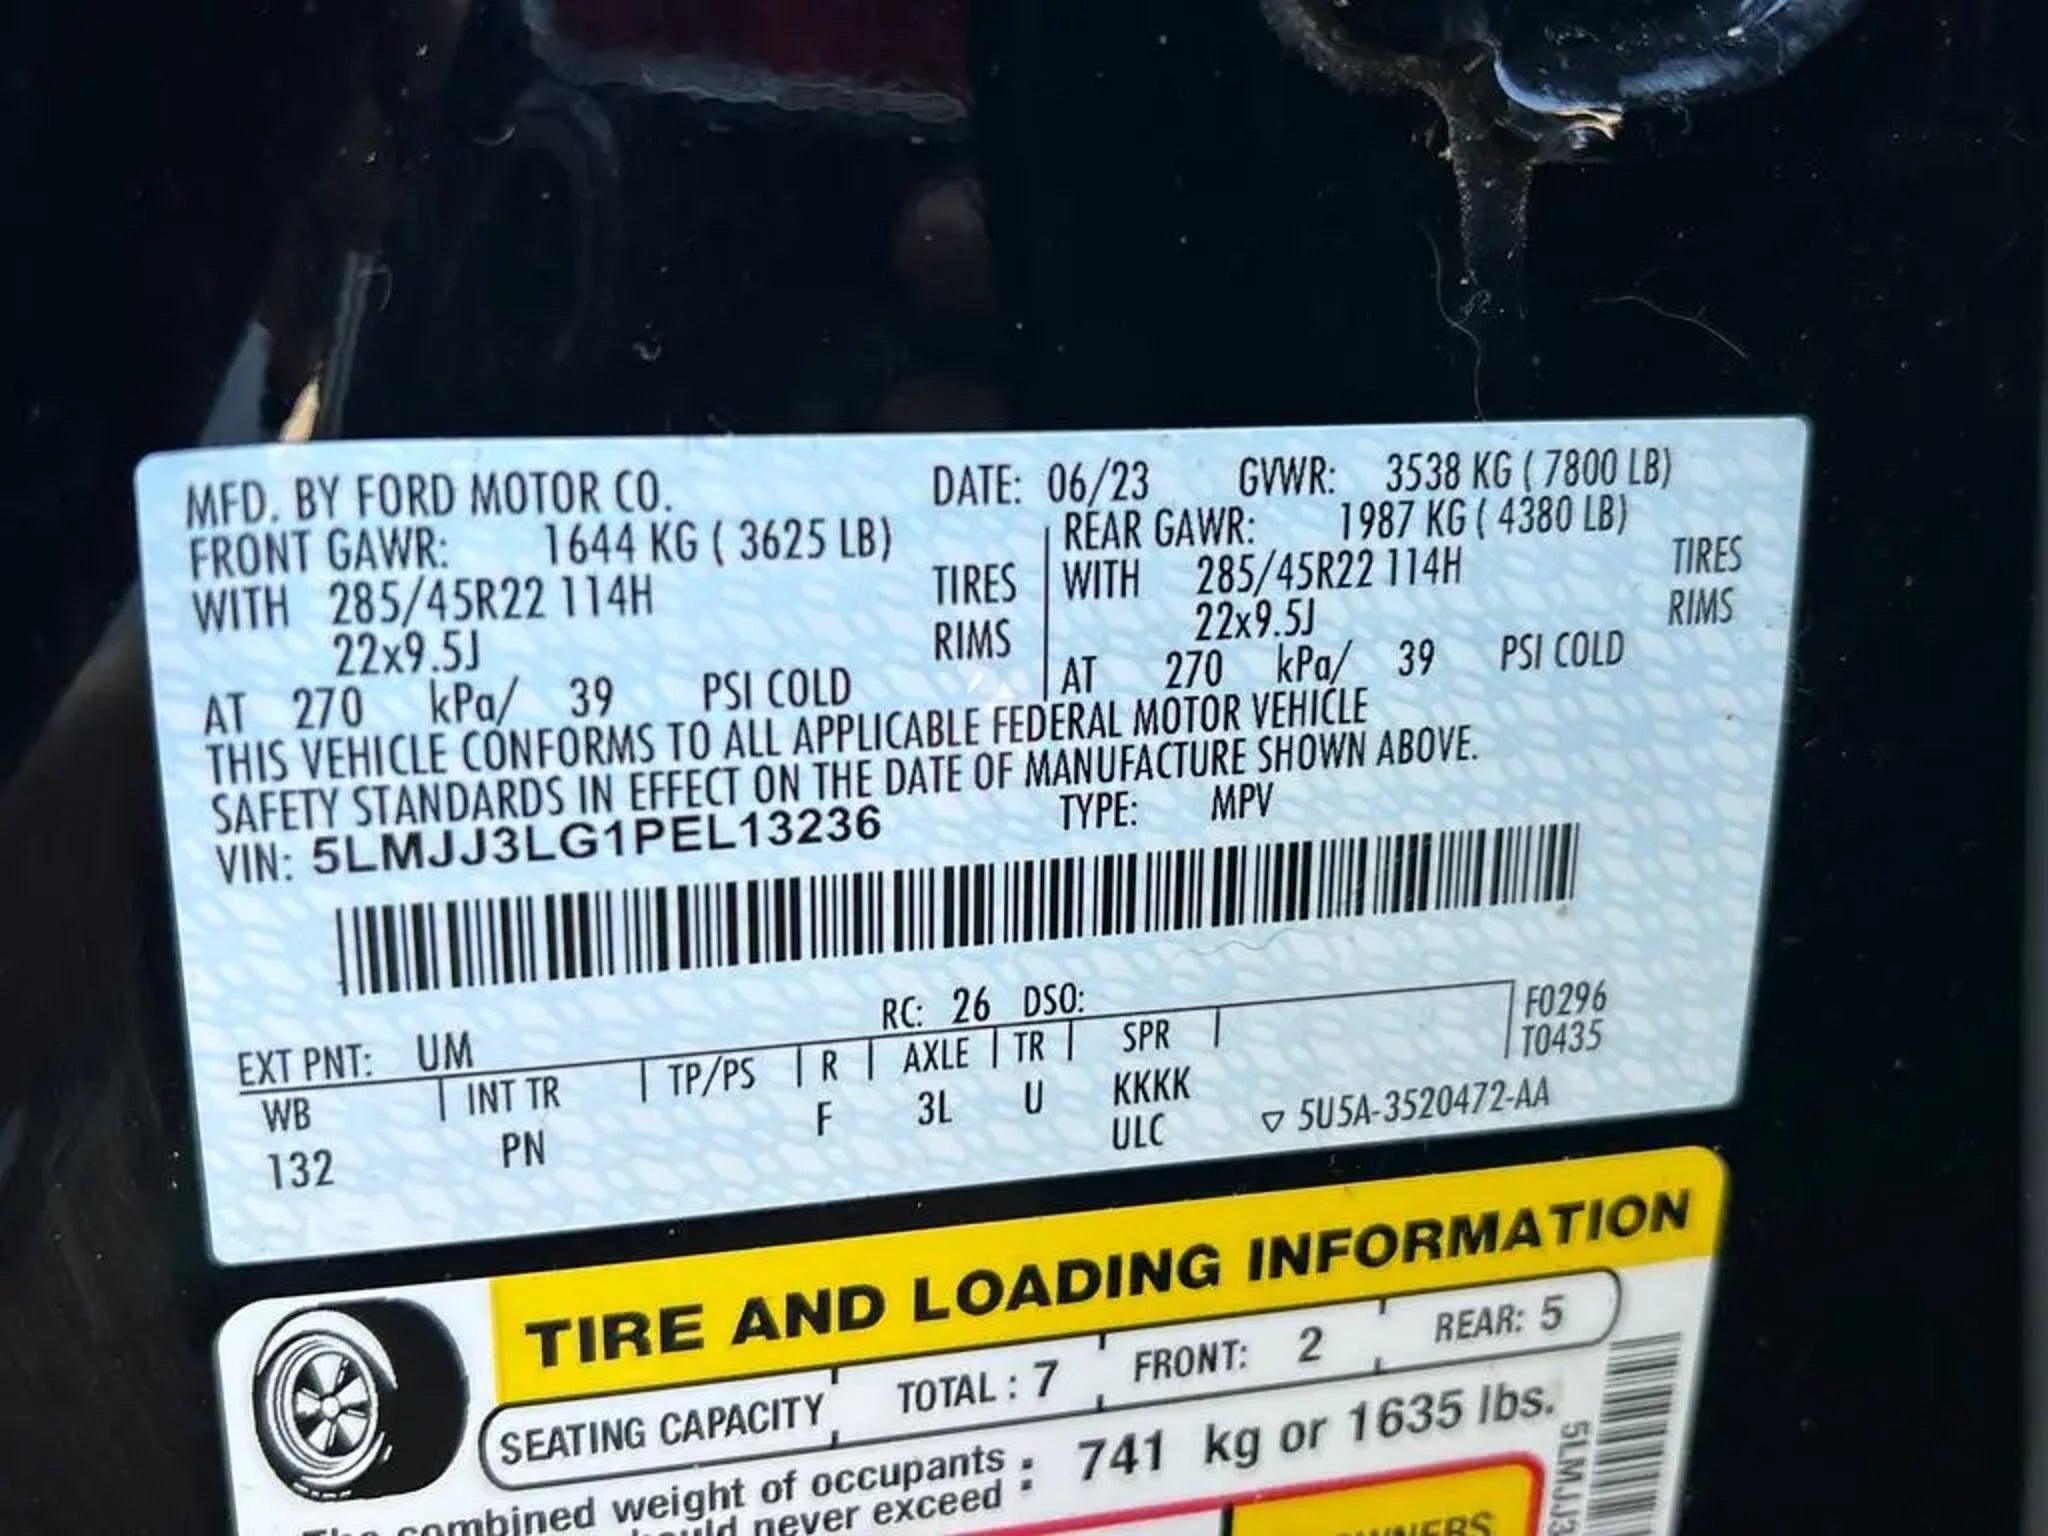 MFD. BY FORD MOTOR CO. DATE: 06/23 GVWR: 3538 KG ( 7800 LB)
FRONT GAWR: 1644 KG ( 3625 LB) REAR GAWR: 1987 KG ( 4380 LB)
WITH 285/45R22 114H TIRES WITH 285/45R22 114H TIRES
22x9.5J RIMS 22x9.5J RIMS
AT 270 kPa/ 39 PSI COLD AT 270 kPa/ 39 PSI COLD
THIS VEHICLE CONFORMS TO ALL APPLICABLE FEDERAL MOTOR VEHICLE
SAFETY STANDARDS IN EFFECT ON THE DATE OF MANUFACTURE SHOWN ABOVE.
VIN: 5LMJJ3LG1PEL13236 TYPE: MPV
EXT PNT: UM RC: 26 DSO: F0296
T0435
WB INT TR TP/PS R AXLE TR SPR
132 PN F 3L U KKKK
ULC ▽ 5U5A-3520472-AA
TIRE AND LOADING INFORMATION
SEATING CAPACITY TOTAL : 7 FRONT: 2 REAR: 5
combined weight of occupants : 741 kg or 1635 lbs.
never exceed
5LMJJ3